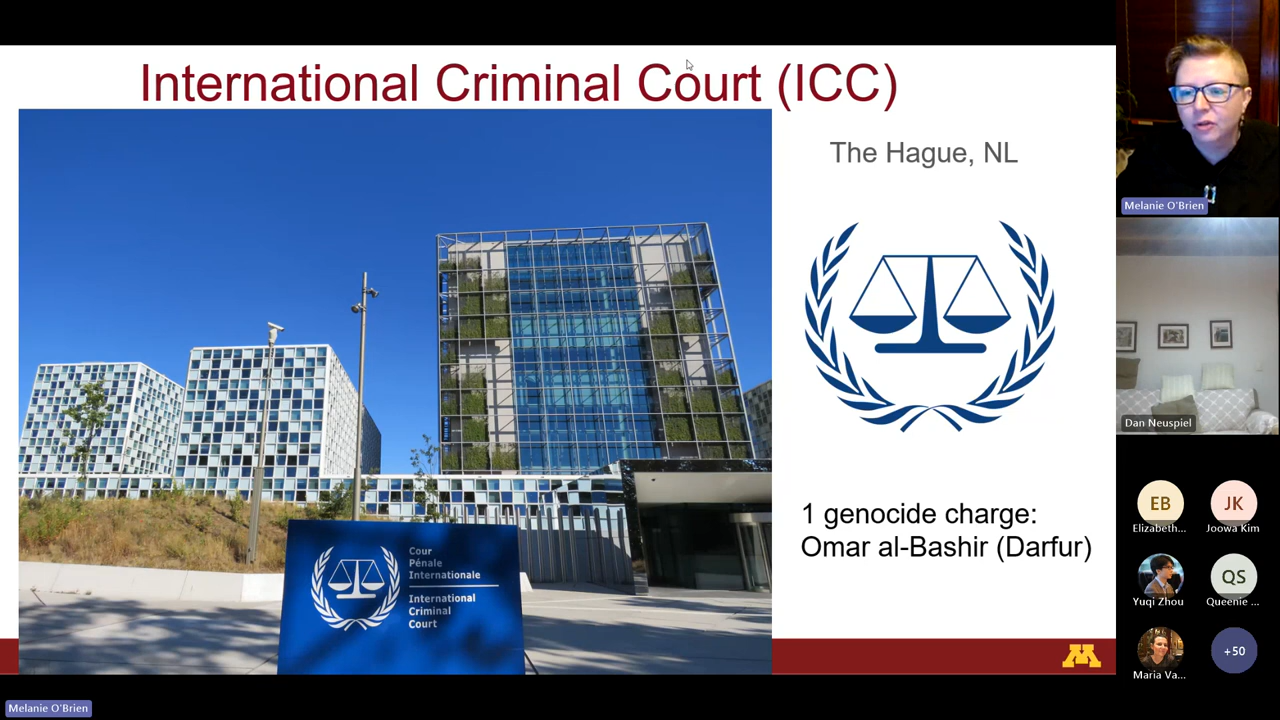 International Criminal Court (ICC)
The Hague, NL
1 genocide charge:
Omar al-Bashir (Darfur)
Cour
Pénale
Internationale
International
Criminal
Court
M
Melanie O'Brien
Dan Neuspiel
EB
Elizabeth...
JK
Joowa Kim
Yuqi Zhou
QS
Queenie ...
Maria Va...
+50
Melanie O'Brien